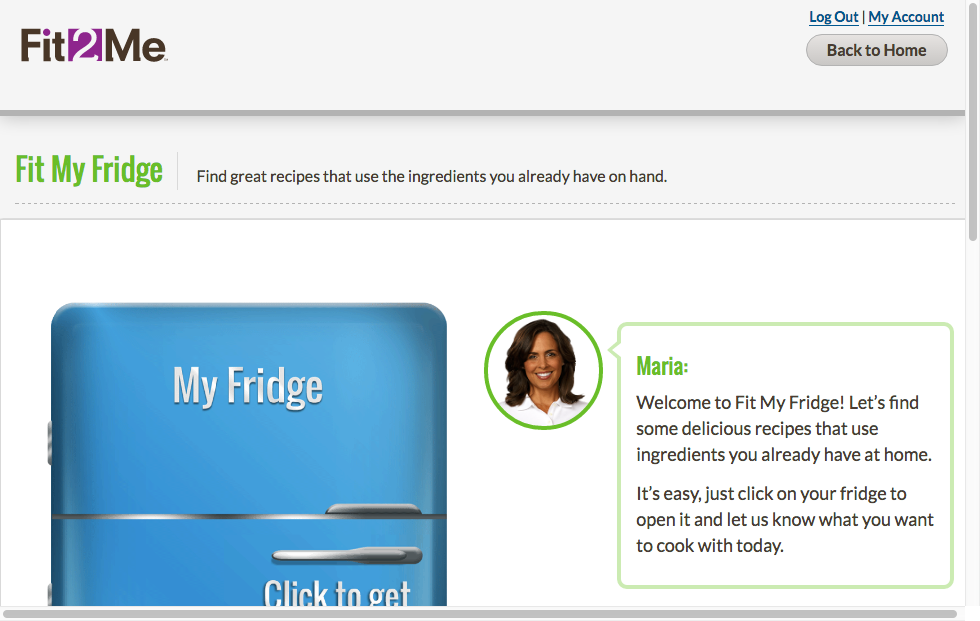 Log Out | My Account
Fit2Me
Back to Home
Fit My Fridge
Find great recipes that use the ingredients you already have on hand.
My Fridge
Click to get
Maria:
Welcome to Fit My Fridge! Let's find
some delicious recipes that use
ingredients you already have at home.
It's easy, just click on your fridge to
open it and let us know what you want
to cook with today.